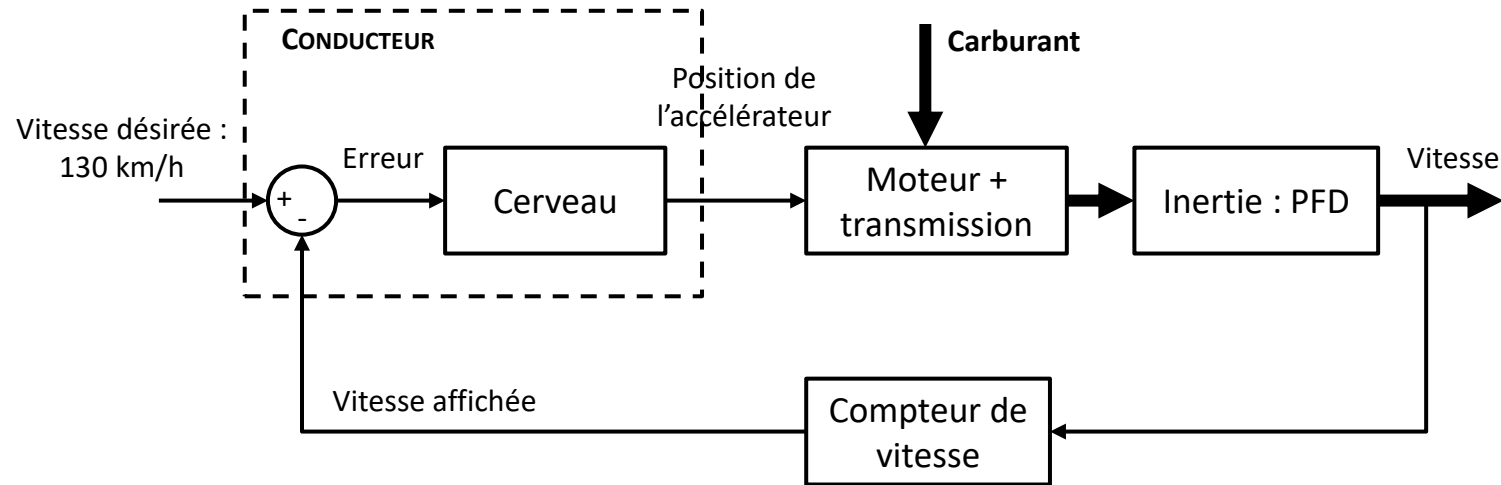 CONDUCTEUR
Carburant
Position de
l'accélérateur
Vitesse désirée :
130 km/h
Erreur
+
-
Cerveau
Moteur +
transmission
Inertie : PFD
Vitesse
Vitesse affichée
Compteur de
vitesse